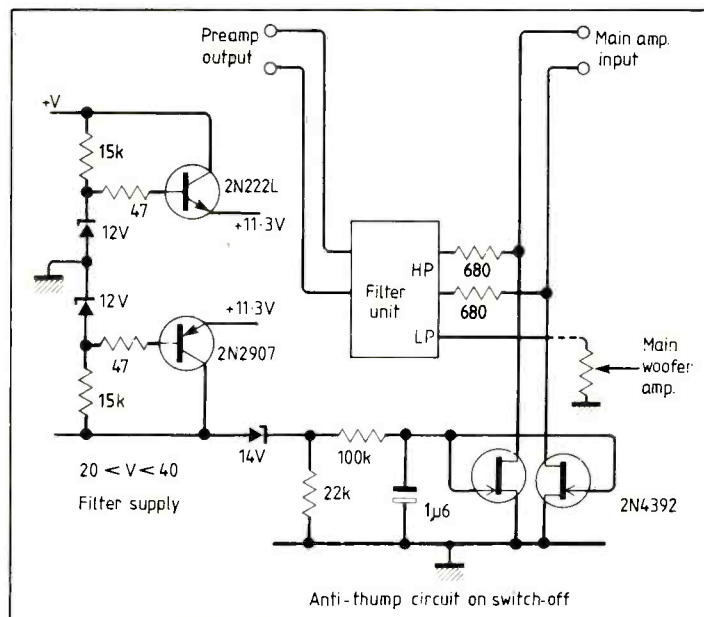 Preamp
output
Main amp.
input
+V
15k
2N222L
47
+11·3V
12V
HP
680
Filter
unit
680
12V
LP
+11·3V
Main
woofer
amp.
2N2907
47
15k
14V
100k
20 < V < 40
22k
1µ6
2N4392
Filter supply
Anti-thump circuit on switch-off